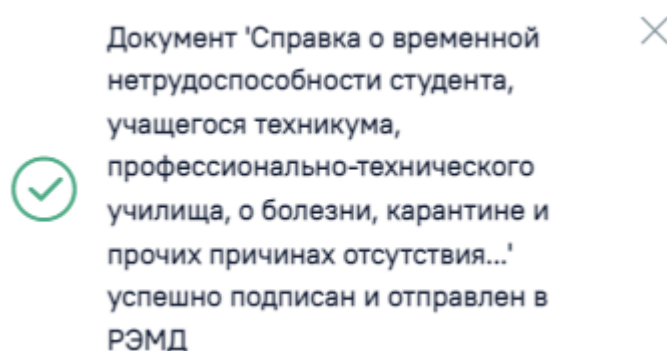 Документ 'Справка о временной
нетрудоспособности студента,
учащегося техникума,
профессионально-технического
училища, о болезни, карантине и
прочих причинах отсутствия...'
успешно подписан и отправлен в
РЭМД